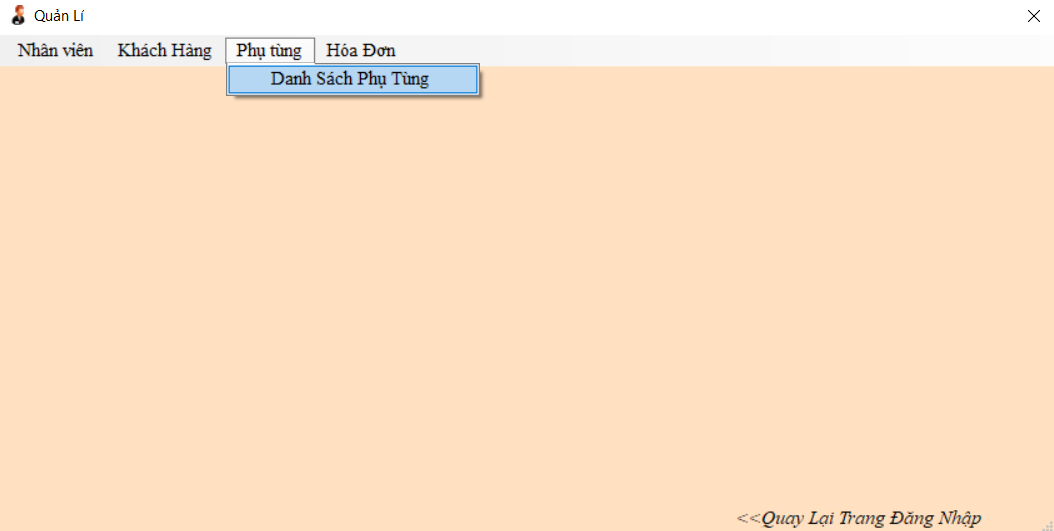 Quản Lí
Nhân viên Khách Hàng Phụ tùng Hóa Đơn
Danh Sách Phụ Tùng
<<Quay Lại Trang Đăng Nhập